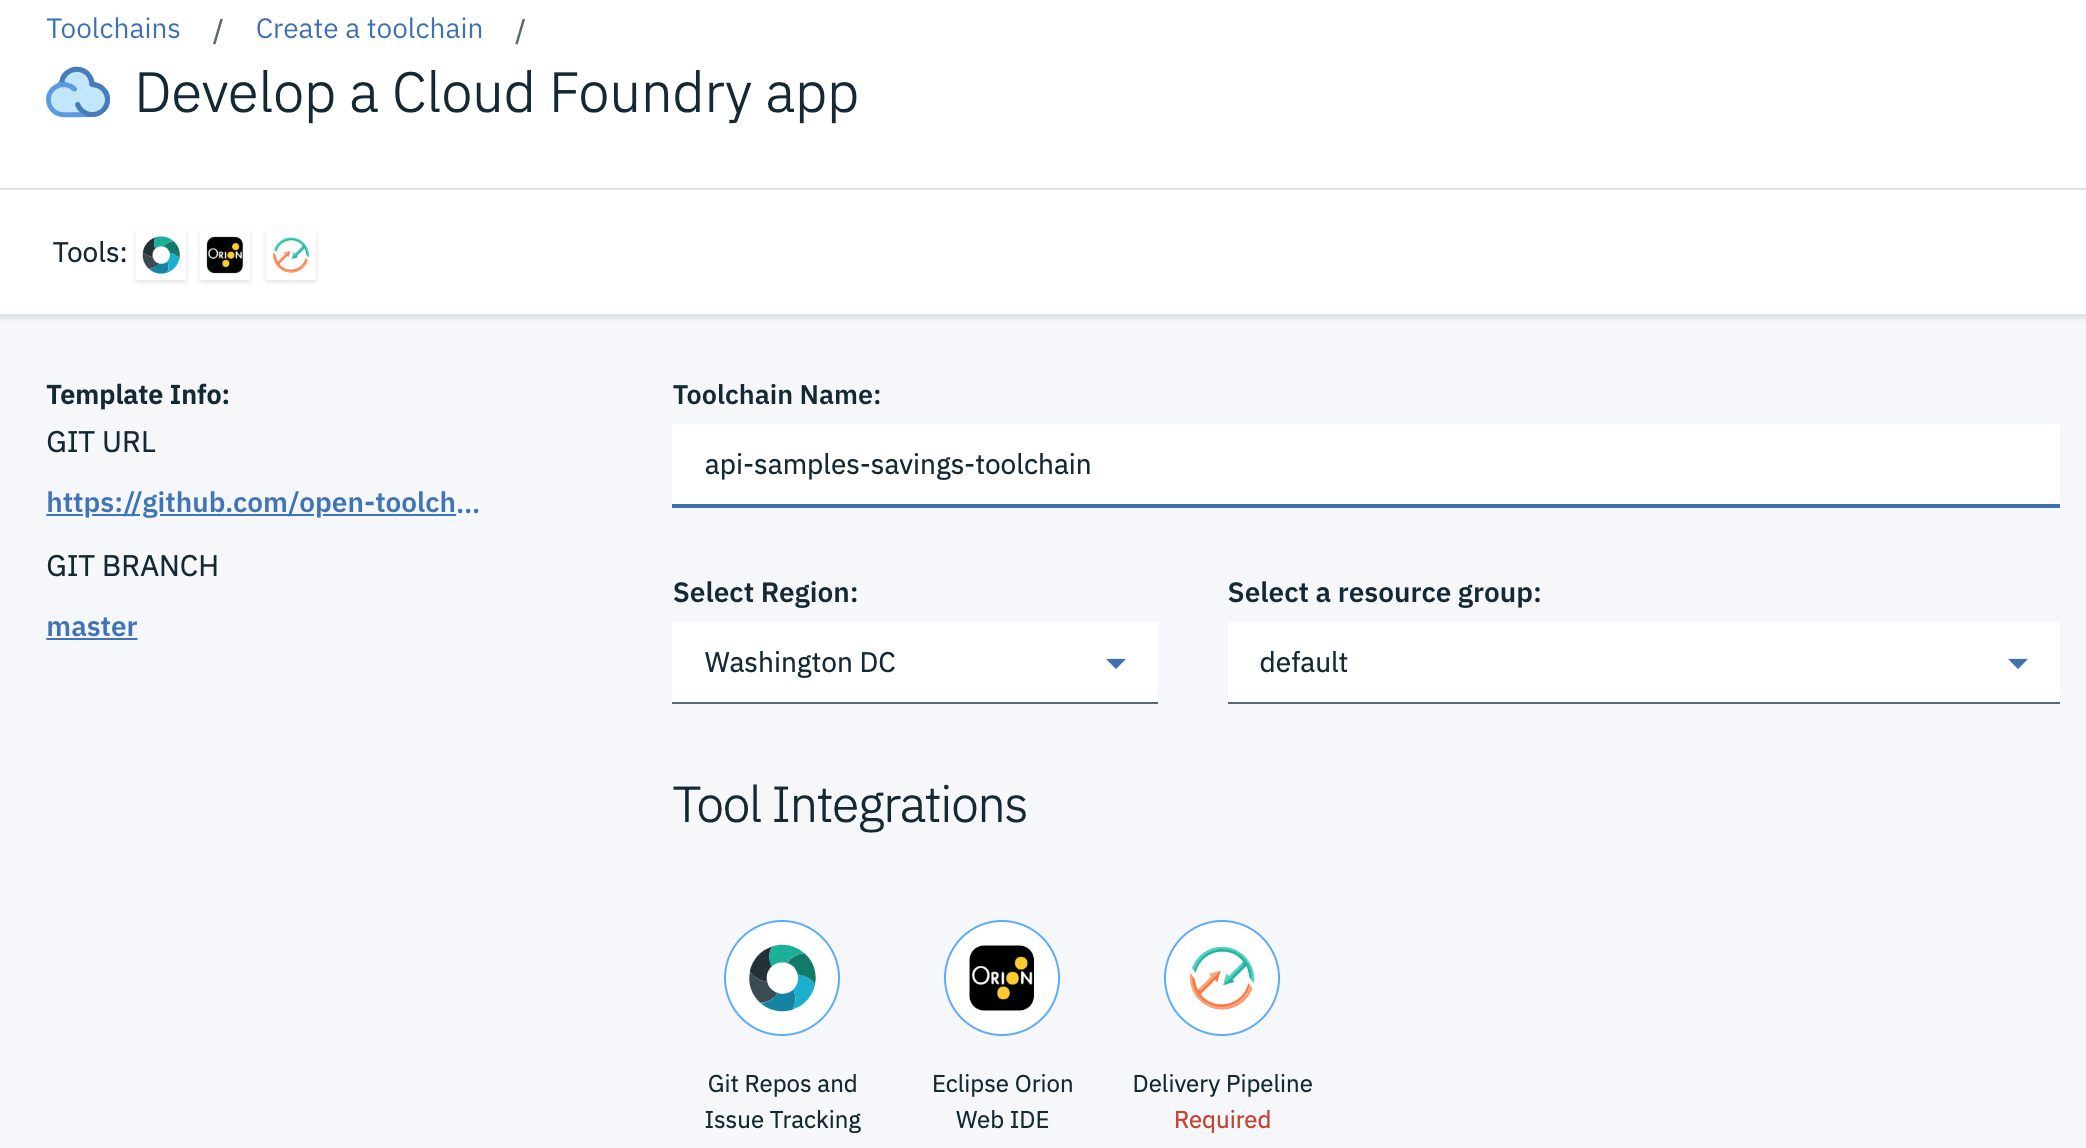 Toolchains / Create a toolchain /
Develop a Cloud Foundry app
Tools: ORION
Template Info:
GIT URL
https://github.com/open-toolch...
GIT BRANCH
master
Toolchain Name:
api-samples-savings-toolchain
Select Region:
Washington DC
Select a resource group:
default
Tool Integrations
ORION
Git Repos and
Issue Tracking
Eclipse Orion
Web IDE
Delivery Pipeline
Required